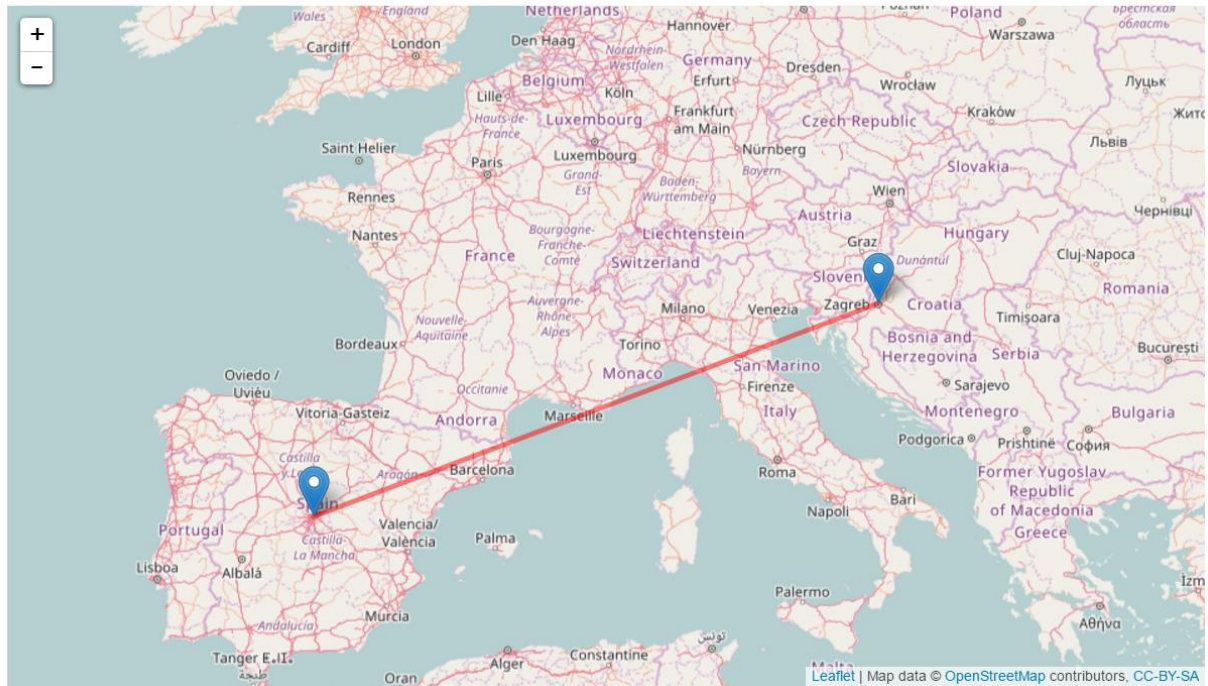 +
−
Wales
England
Netherlands
Hannover
Poland
Warszawa
Брестская
область
Cardiff
London
Den Haag
Nordrhein
Westfalen
Germany
Belgium
Erfurt
Dresden
Wrocław
Луцьк
Lille
Köln
Hauts-de-
France
Luxembourg
Frankfurt
am Main
Czech Republic
Kraków
Львів
Saint Helier
Paris
Luxembourg
Nürnberg
Grand-
Est
Bayern
Slovakia
Rennes
Baden-
Württemberg
Wien
Чернівці
Nantes
Austria
Bourgogne-
Franche-
Comté
Liechtenstein
Hungary
France
Graz
Cluj-Napoca
Switzerland
Dunántúl
Romania
Auvergne-
Rhône-
Alpes
Milano
Venezia
Zagreb
Croatia
Timișoara
Nouvelle-
Aquitaine
Bordeaux
Torino
Bosnia and
Herzegovina
Serbia
București
Monaco
San Marino
Oviedo /
Uviéu
Occitanie
Firenze
Sarajevo
Vitoria-Gasteiz
Andorra
Marseille
Italy
Montenegro
Bulgaria
Podgorica
Prishtinë
София
Castilla
Aragón
Barcelona
Roma
Former Yugoslav
Republic
of Macedonia
Bari
Napoli
Greece
Portugal
Valencia/
València
Castilla-
La Mancha
Palma
Lisboa
Albalá
Palermo
Murcia
Αθήνα
Andalucía
تونس
Tanger
طنجة
Alger
Constantine
Oran
Malta
Leaflet | Map data © OpenStreetMap contributors, CC-BY-SA